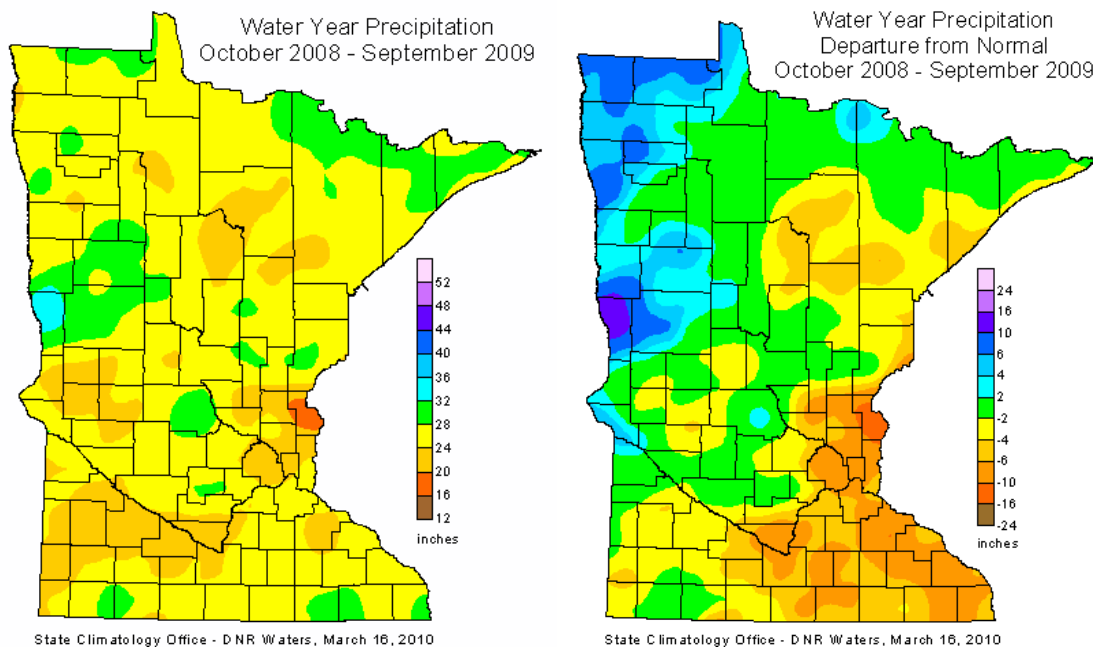 Water Year Precipitation
October 2008 - September 2009
52
48
44
40
36
32
28
24
20
16
12
inches
State Climatology Office - DNR Waters, March 16, 2010
Water Year Precipitation
Departure from Normal
October 2008 - September 2009
24
16
10
6
4
2
-2
-4
-6
-10
-16
-24
inches
State Climatology Office - DNR Waters, March 16, 2010